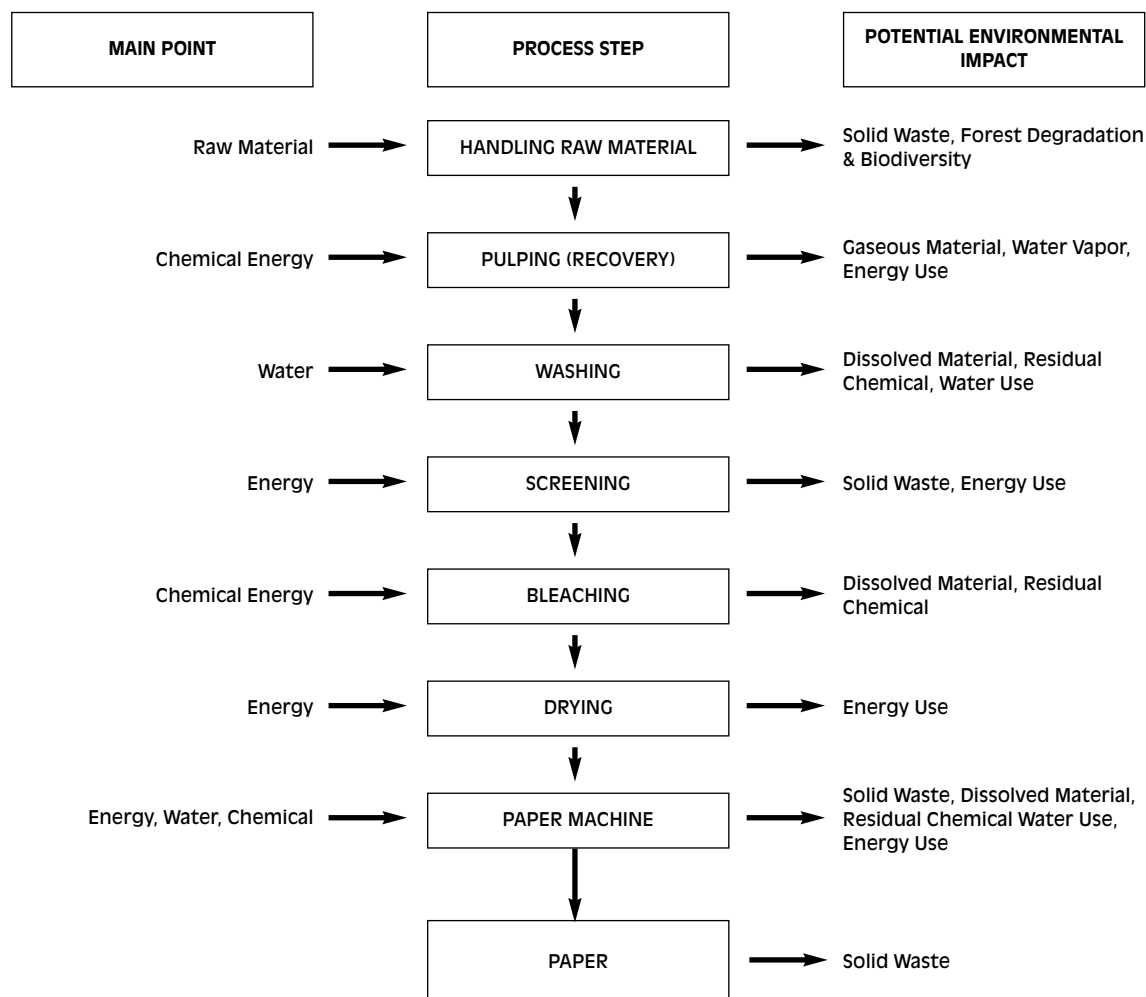 MAIN POINT
PROCESS STEP
POTENTIAL ENVIRONMENTAL
IMPACT
Raw Material
HANDLING RAW MATERIAL
Solid Waste, Forest Degradation
& Biodiversity
Chemical Energy
PULPING (RECOVERY)
Gaseous Material, Water Vapor,
Energy Use
Water
WASHING
Dissolved Material, Residual
Chemical, Water Use
Energy
SCREENING
Solid Waste, Energy Use
Chemical Energy
BLEACHING
Dissolved Material, Residual
Chemical
Energy
DRYING
Energy Use
Energy, Water, Chemical
PAPER MACHINE
Solid Waste, Dissolved Material,
Residual Chemical Water Use,
Energy Use
PAPER
Solid Waste